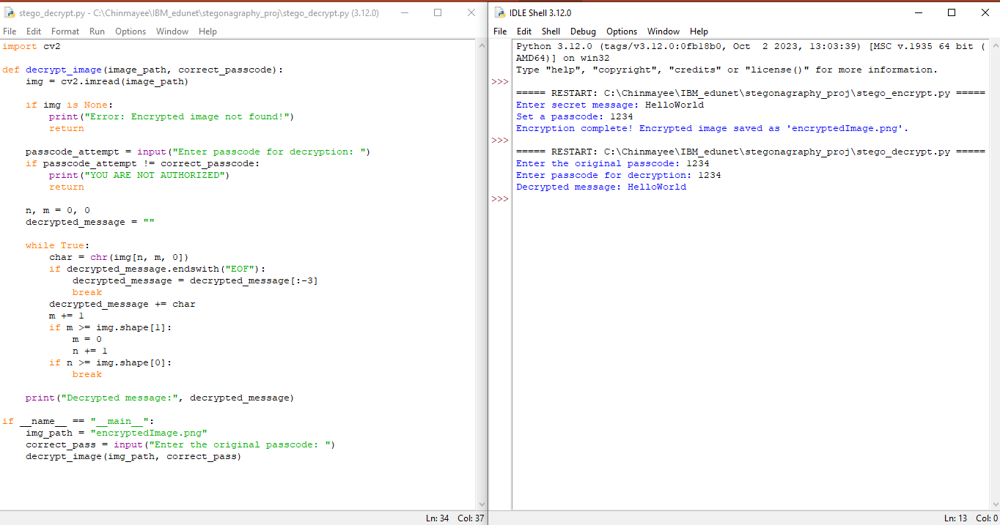 stego_decrypt.py - C:\Chinmayee\IBM_edunet\stegonagraphy_proj\stego_decrypt.py (3.12.0)
File Edit Format Run Options Window Help
import cv2
def decrypt_image(image_path, correct_passcode):
    img = cv2.imread(image_path)
    if img is None:
        print("Error: Encrypted image not found!")
        return
    passcode_attempt = input("Enter passcode for decryption: ")
    if passcode_attempt != correct_passcode:
        print("YOU ARE NOT AUTHORIZED")
        return
    n, m = 0, 0
    decrypted_message = ""
    while True:
        char = chr(img[n, m, 0])
        if decrypted_message.endswith("EOF"):
            decrypted_message = decrypted_message[:-3]
            break
        decrypted_message += char
        m += 1
        if m >= img.shape[1]:
            m = 0
            n += 1
        if n >= img.shape[0]:
            break
    print("Decrypted message:", decrypted_message)
if __name__ == "__main__":
    img_path = "encryptedImage.png"
    correct_pass = input("Enter the original passcode: ")
    decrypt_image(img_path, correct_pass)
Ln: 34 Col: 37
IDLE Shell 3.12.0
File Edit Shell Debug Options Window Help
Python 3.12.0 (tags/v3.12.0:0fb18b0, Oct  2 2023, 13:03:39) [MSC v.1935 64 bit (
AMD64)] on win32
Type "help", "copyright", "credits" or "license()" for more information.
>>>
===== RESTART: C:\Chinmayee\IBM_edunet\stegonagraphy_proj\stego_encrypt.py =====
Enter secret message: HelloWorld
Set a passcode: 1234
Encryption complete! Encrypted image saved as 'encryptedImage.png'.
>>>
===== RESTART: C:\Chinmayee\IBM_edunet\stegonagraphy_proj\stego_decrypt.py =====
Enter the original passcode: 1234
Enter passcode for decryption: 1234
Decrypted message: HelloWorld
>>>
Ln: 13 Col: 0